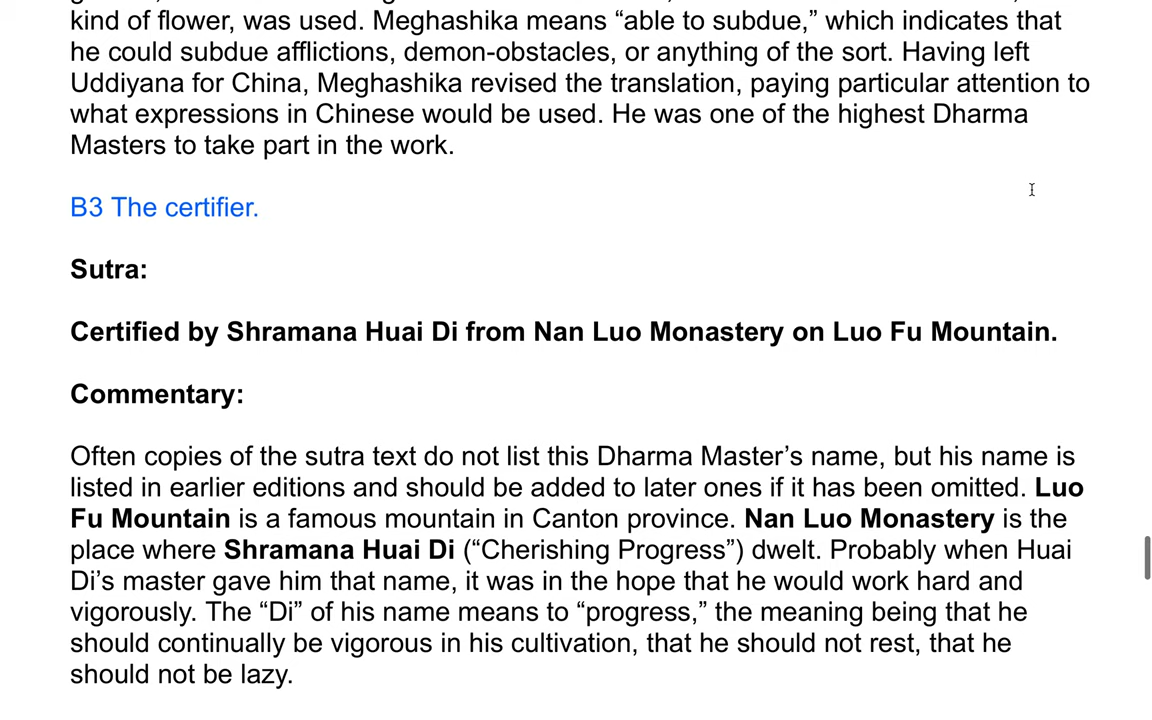 kind of flower, was used. Meghashika means “able to subdue,” which indicates that
he could subdue afflictions, demon-obstacles, or anything of the sort. Having left
Uddiyana for China, Meghashika revised the translation, paying particular attention to
what expressions in Chinese would be used. He was one of the highest Dharma
Masters to take part in the work.
B3 The certifier.
Sutra:
Certified by Shramana Huai Di from Nan Luo Monastery on Luo Fu Mountain.
Commentary:
Often copies of the sutra text do not list this Dharma Master’s name, but his name is
listed in earlier editions and should be added to later ones if it has been omitted. Luo
Fu Mountain is a famous mountain in Canton province. Nan Luo Monastery is the
place where Shramana Huai Di (“Cherishing Progress”) dwelt. Probably when Huai
Di’s master gave him that name, it was in the hope that he would work hard and
vigorously. The “Di” of his name means to “progress,” the meaning being that he
should continually be vigorous in his cultivation, that he should not rest, that he
should not be lazy.